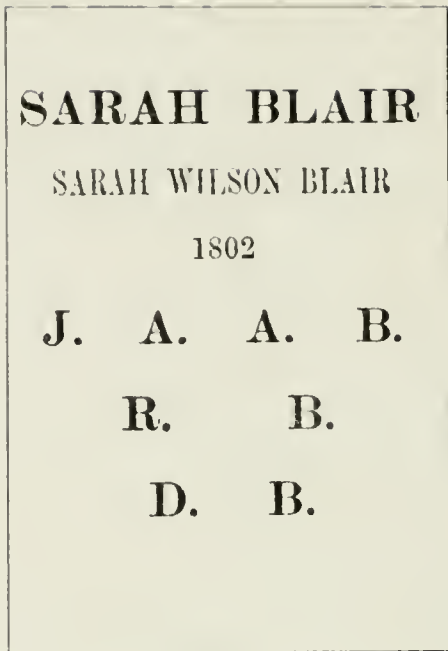 SARAH BLAIR
SARAH WILSON BLAIR
1802
J. A. A. B.
R. B.
D. B.